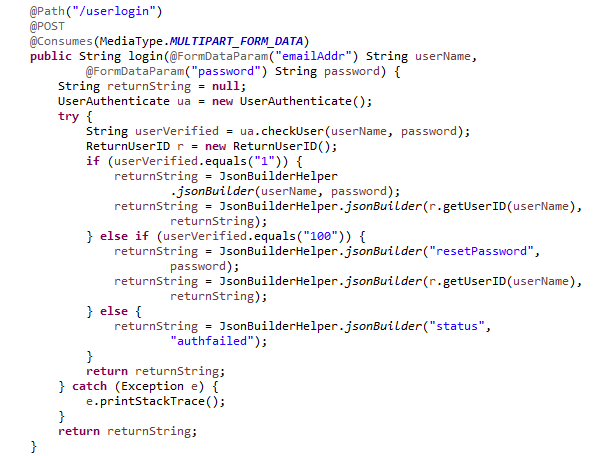 @Path("/userlogin")
@POST
@Consumes(MediaType.MULTIPART_FORM_DATA)
public String login(@FormDataParam("emailAddr") String userName,
        @FormDataParam("password") String password) {
    String returnString = null;
    UserAuthenticate ua = new UserAuthenticate();
    try {
        String userVerified = ua.checkUser(userName, password);
        ReturnUserID r = new ReturnUserID();
        if (userVerified.equals("1")) {
            returnString = JsonBuilderHelper
                    .jsonBuilder(userName, password);
            returnString = JsonBuilderHelper.jsonBuilder(r.getUserID(userName),
                    returnString);
        } else if (userVerified.equals("100")) {
            returnString = JsonBuilderHelper.jsonBuilder("resetPassword",
                    password);
            returnString = JsonBuilderHelper.jsonBuilder(r.getUserID(userName),
                    returnString);
        } else {
            returnString = JsonBuilderHelper.jsonBuilder("status",
                    "authfailed");
        }
        return returnString;
    } catch (Exception e) {
        e.printStackTrace();
    }
    return returnString;
}